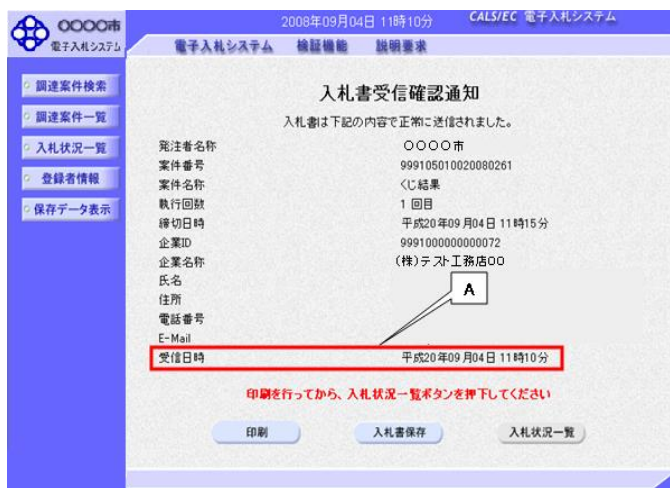 〇〇〇〇市
電子入札システム
2008年09月04日 11時10分
CALS/EC 電子入札システム
電子入札システム 検証機能 説明要求
調達案件検索
調達案件一覧
入札状況一覧
登録者情報
保存データ表示
入札書受信確認通知
入札書は下記の内容で正常に送信されました。
発注者名称 〇〇〇〇市
案件番号 999105010020080261
案件名称 くじ結果
執行回数 1 回目
締切日時 平成20年09月04日 11時15分
企業ID 9991000000000072
企業名称 (株)テスト工務店〇〇
氏名
住所
A
電話番号
E-Mail
受信日時 平成20年09月04日 11時10分
印刷を行ってから、入札状況一覧ボタンを押下してください
印刷 入札書保存 入札状況一覧